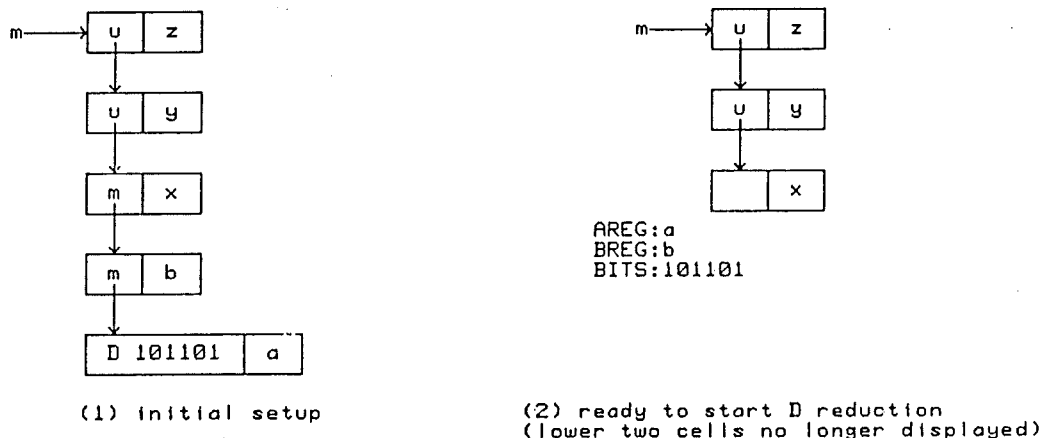 m u z
u y
m x
m b
D 101101 a
(1) initial setup
m u z
u y
x
AREG:a
BREG:b
BITS:101101
(2) ready to start D reduction
(lower two cells no longer displayed)